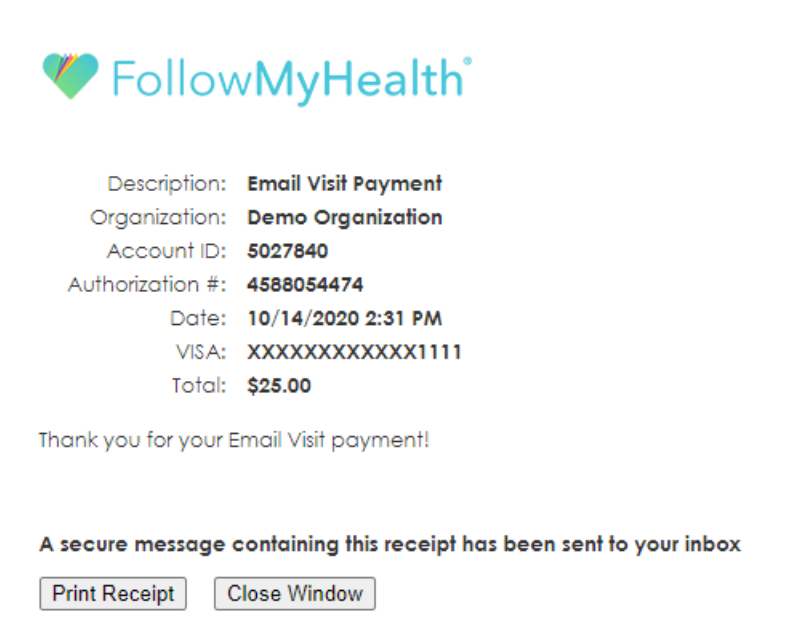 FollowMyHealth®
Description: Email Visit Payment
Organization: Demo Organization
Account ID: 5027840
Authorization #: 4588054474
Date: 10/14/2020 2:31 PM
VISA: XXXXXXXXXXXX1111
Total: $25.00
Thank you for your Email Visit payment!
A secure message containing this receipt has been sent to your inbox
Print Receipt Close Window